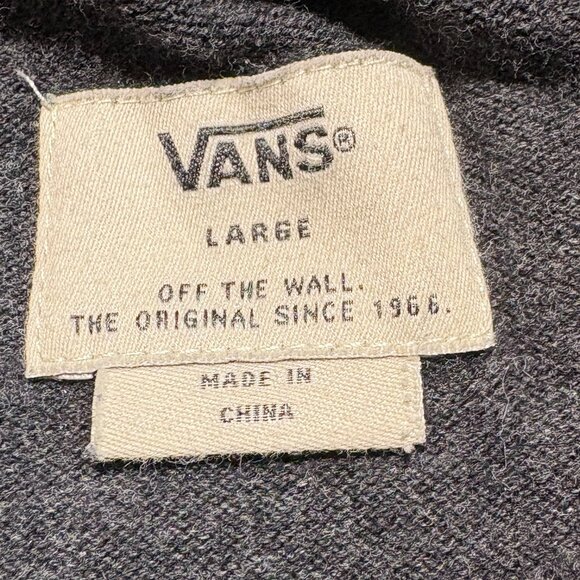 VANS®
LARGE
OFF THE WALL.
THE ORIGINAL SINCE 1966.
MADE IN
CHINA